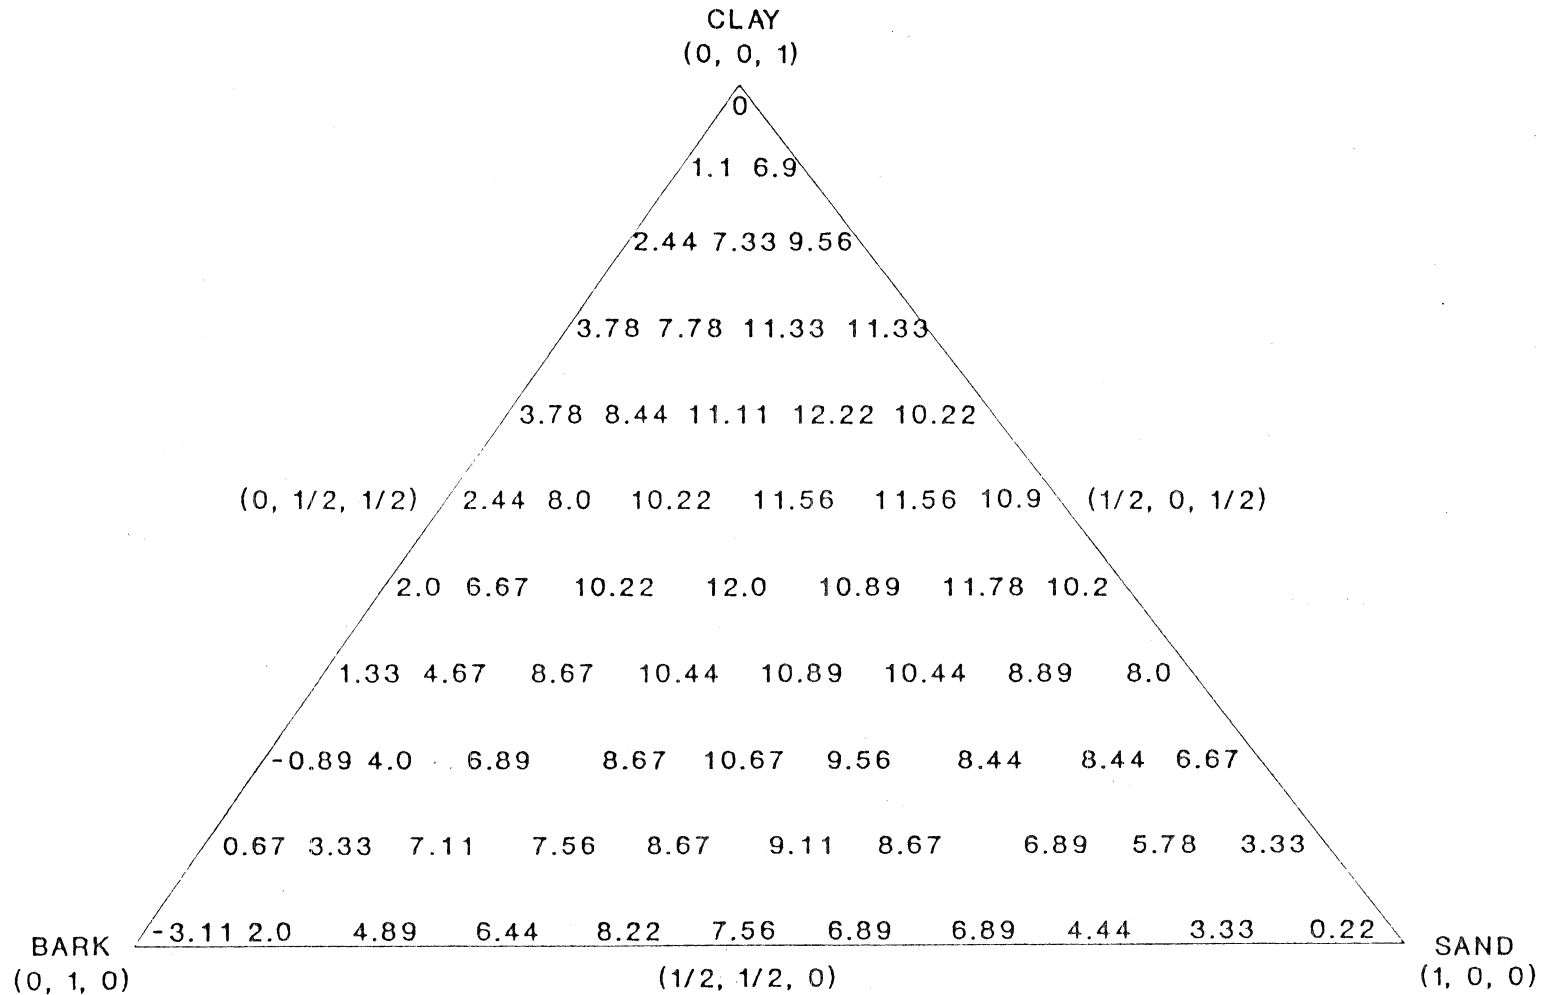 CLAY
(0, 0, 1)
0
1.1 6.9
2.44 7.33 9.56
3.78 7.78 11.33 11.33
3.78 8.44 11.11 12.22 10.22
(0, 1/2, 1/2) 2.44 8.0 10.22 11.56 11.56 10.9 (1/2, 0, 1/2)
2.0 6.67 10.22 12.0 10.89 11.78 10.2
1.33 4.67 8.67 10.44 10.89 10.44 8.89 8.0
-0.89 4.0 6.89 8.67 10.67 9.56 8.44 8.44 6.67
0.67 3.33 7.11 7.56 8.67 9.11 8.67 6.89 5.78 3.33
-3.11 2.0 4.89 6.44 8.22 7.56 6.89 6.89 4.44 3.33 0.22
BARK SAND
(0, 1, 0) (1/2, 1/2, 0) (1, 0, 0)